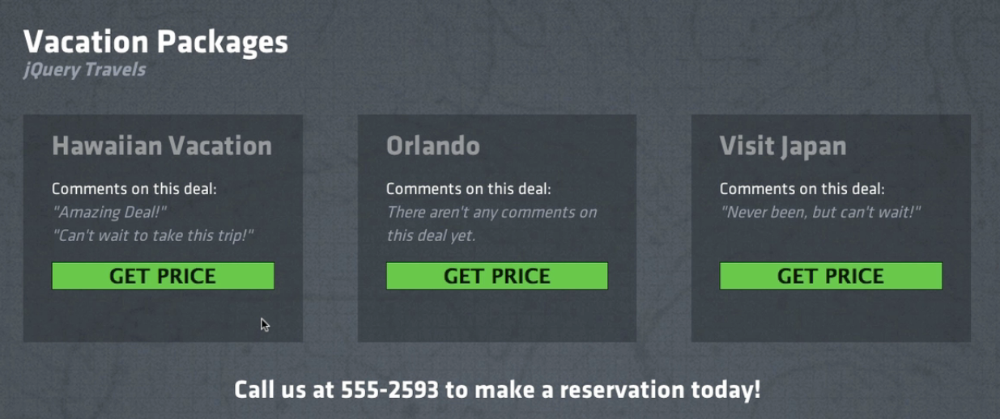 Vacation Packages
jQuery Travels
Hawaiian Vacation
Comments on this deal:
"Amazing Deal!"
"Can't wait to take this trip!"
GET PRICE
Orlando
Comments on this deal:
There aren't any comments on
this deal yet.
GET PRICE
Visit Japan
Comments on this deal:
"Never been, but can't wait!"
GET PRICE
Call us at 555-2593 to make a reservation today!